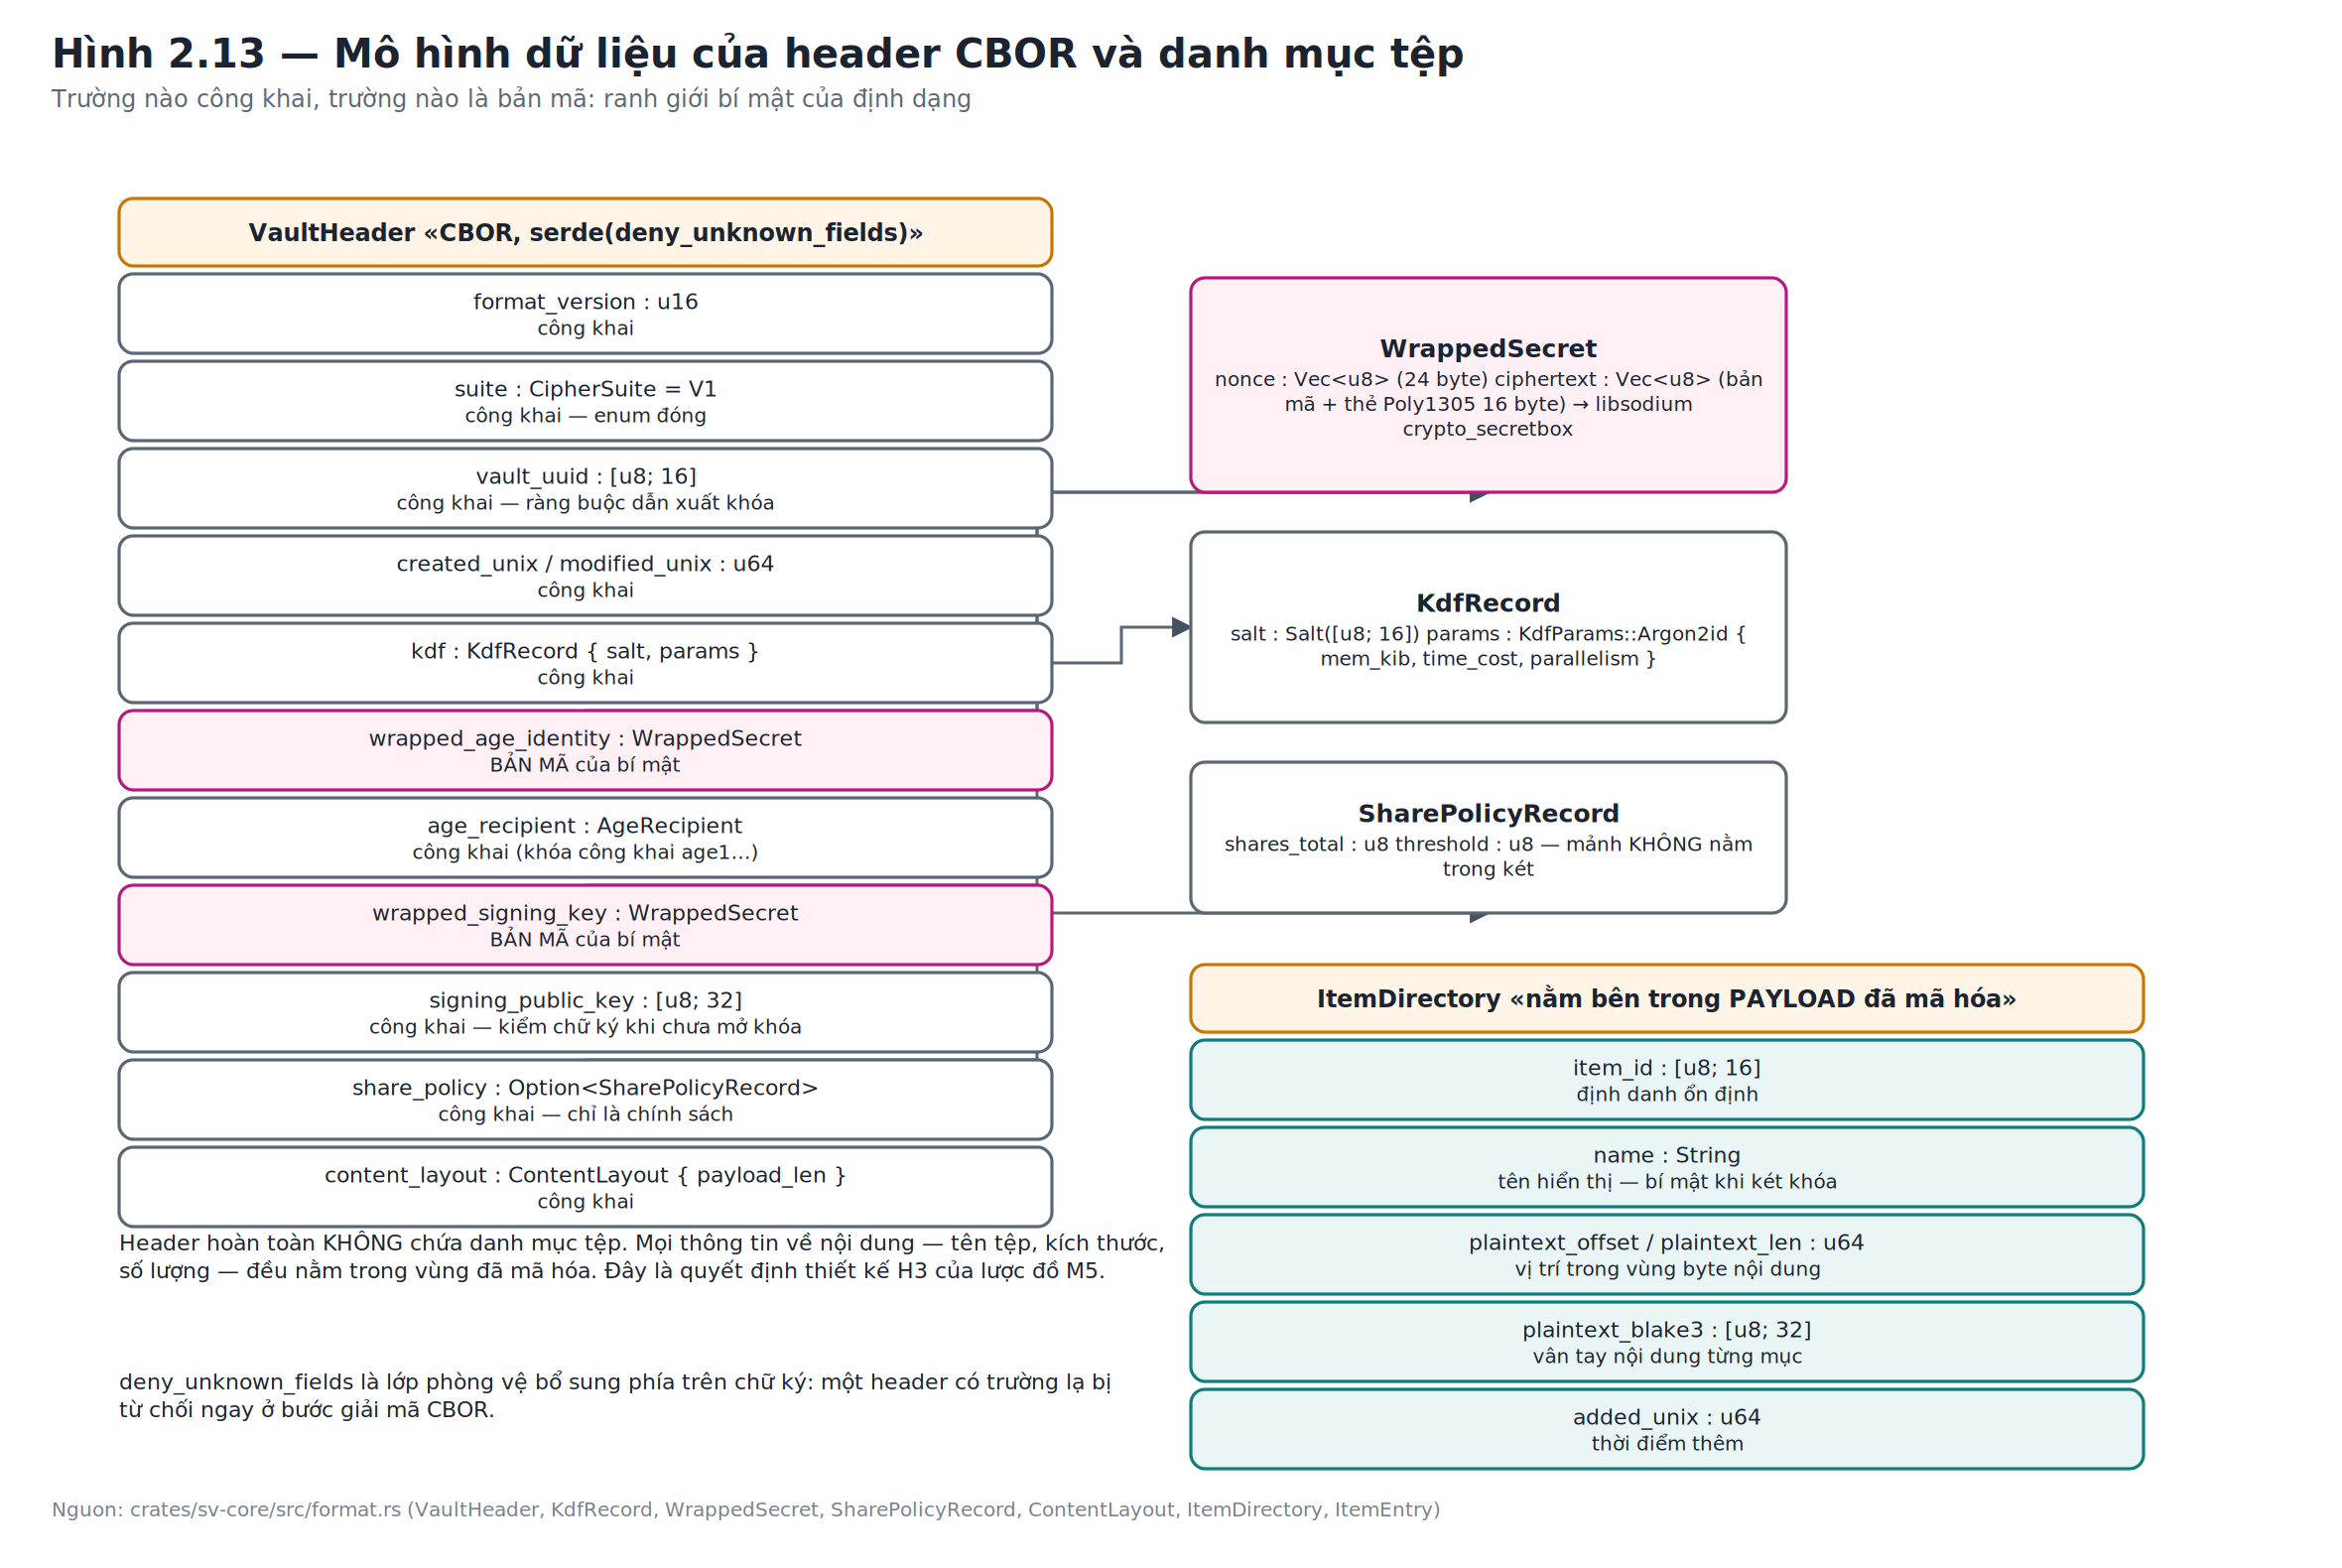 Hình 2.13 — Mô hình dữ liệu của header CBOR và danh mục tệp
Trường nào công khai, trường nào là bản mã: ranh giới bí mật của định dạng
VaultHeader «CBOR, serde(deny_unknown_fields)»
format_version : u16
công khai
suite : CipherSuite = V1
công khai — enum đóng
vault_uuid : [u8; 16]
công khai — ràng buộc dẫn xuất khóa
created_unix / modified_unix : u64
công khai
kdf : KdfRecord { salt, params }
công khai
wrapped_age_identity : WrappedSecret
BẢN MÃ của bí mật
age_recipient : AgeRecipient
công khai (khóa công khai age1...)
wrapped_signing_key : WrappedSecret
BẢN MÃ của bí mật
signing_public_key : [u8; 32]
công khai — kiểm chữ ký khi chưa mở khóa
share_policy : Option<SharePolicyRecord>
công khai — chỉ là chính sách
content_layout : ContentLayout { payload_len }
công khai
Header hoàn toàn KHÔNG chứa danh mục tệp. Mọi thông tin về nội dung — tên tệp, kích thước,
số lượng — đều nằm trong vùng đã mã hóa. Đây là quyết định thiết kế H3 của lược đồ M5.
deny_unknown_fields là lớp phòng vệ bổ sung phía trên chữ ký: một header có trường lạ bị
từ chối ngay ở bước giải mã CBOR.
WrappedSecret
nonce : Vec<u8> (24 byte) ciphertext : Vec<u8> (bản
mã + thẻ Poly1305 16 byte) → libsodium
crypto_secretbox
KdfRecord
salt : Salt([u8; 16]) params : KdfParams::Argon2id {
mem_kib, time_cost, parallelism }
SharePolicyRecord
shares_total : u8 threshold : u8 — mảnh KHÔNG nằm
trong két
ItemDirectory «nằm bên trong PAYLOAD đã mã hóa»
item_id : [u8; 16]
định danh ổn định
name : String
tên hiển thị — bí mật khi két khóa
plaintext_offset / plaintext_len : u64
vị trí trong vùng byte nội dung
plaintext_blake3 : [u8; 32]
vân tay nội dung từng mục
added_unix : u64
thời điểm thêm
Nguon: crates/sv-core/src/format.rs (VaultHeader, KdfRecord, WrappedSecret, SharePolicyRecord, ContentLayout, ItemDirectory, ItemEntry)